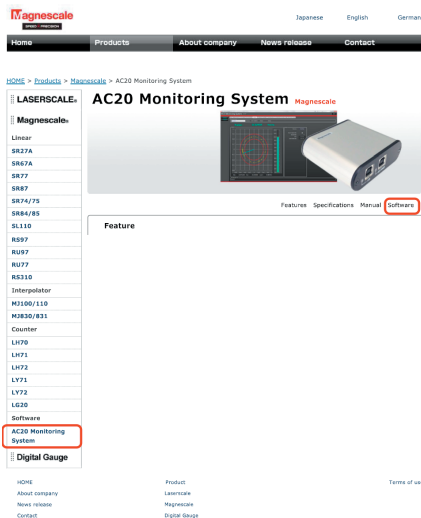 Magnescale
SPEED & PRECISION
Japanese English German
Home Products About company News release Contact
HOME > Products > Magnescale > AC20 Monitoring System
LASERSCALE®
Magnescale®
Linear
SR27A
SR67A
SR77
SR87
SR74/75
SR84/85
SL110
RS97
RU97
RU77
RS310
Interpolator
MJ100/110
MJ830/831
Counter
LH70
LH71
LH72
LY71
LY72
LG20
Software
AC20 Monitoring
System
Digital Gauge
AC20 Monitoring System Magnescale
Features Specifications Manual Software
Feature
HOME
About company
News release
Contact
Product
Laserscale
Magnescale
Digital Gauge
Terms of use